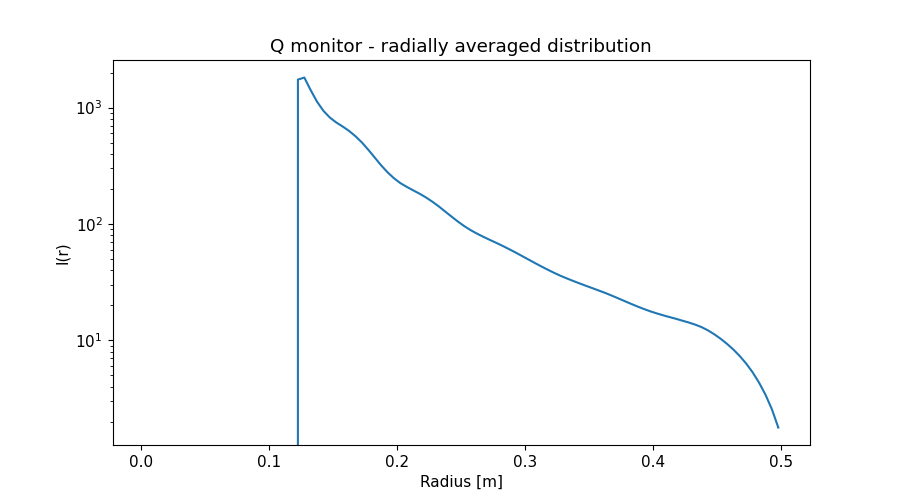 Q monitor - radially averaged distribution
I(r)
10³
10²
10¹
0.0 0.1 0.2 0.3 0.4 0.5
Radius [m]